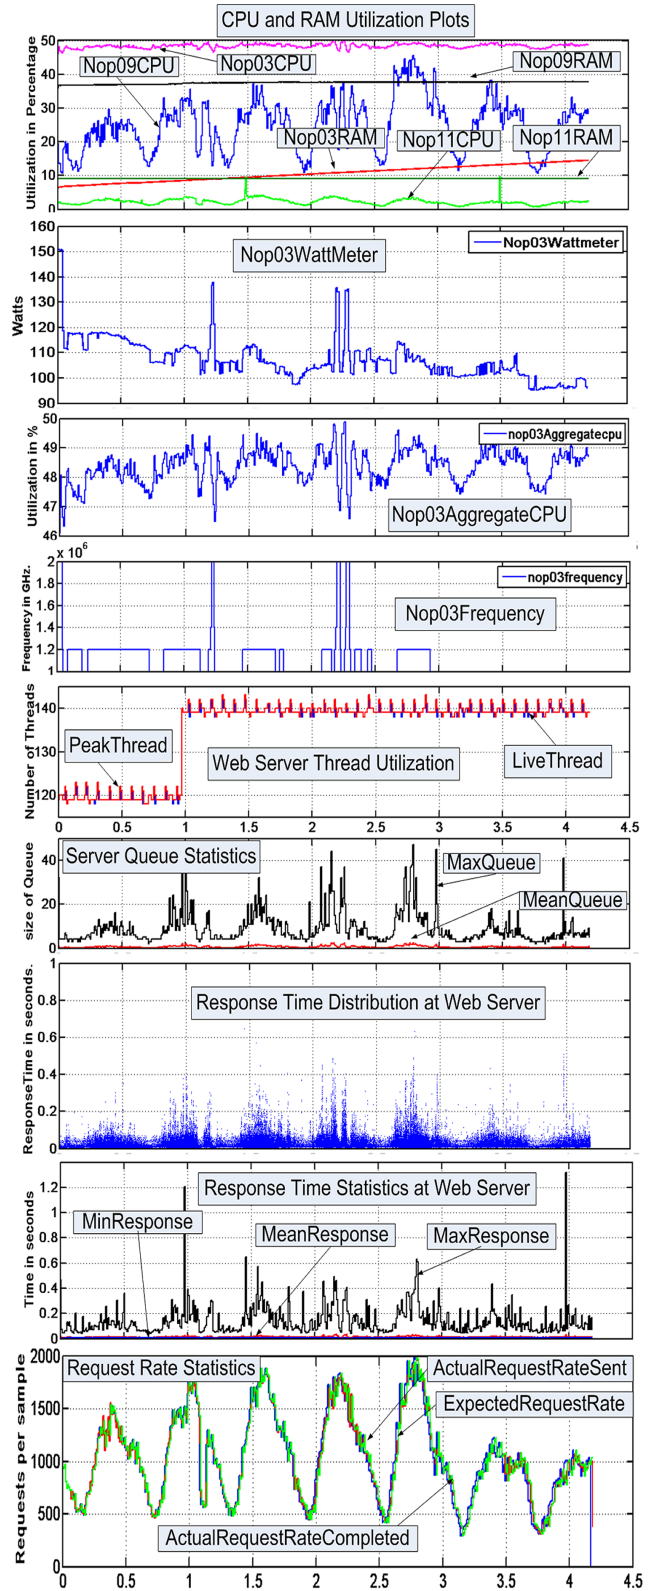 CPU and RAM Utilization Plots
Utilization in Percentage
50
40
30
20
10
0
Nop09CPU
Nop03CPU
Nop09RAM
Nop03RAM
Nop11CPU
Nop11RAM
Watts
160
150
140
130
120
110
100
90
Nop03WattMeter
Nop03Wattmeter
Utilization in %
50
49
48
47
46
nop03Aggregatecpu
Nop03AggregateCPU
x 10^6
Frequency in GHz.
2
1.8
1.6
1.4
1.2
1
nop03frequency
Nop03Frequency
Number of Threads
140
130
120
PeakThread
Web Server Thread Utilization
LiveThread
0 0.5 1 1.5 2 2.5 3 3.5 4 4.5
size of Queue
40
20
0
Server Queue Statistics
MaxQueue
MeanQueue
ResponseTime in seconds.
1
0.8
0.6
0.4
0.2
0
Response Time Distribution at Web Server
Time in seconds
1.2
1
0.8
0.6
0.4
0.2
0
Response Time Statistics at Web Server
MinResponse
MeanResponse
MaxResponse
Requests per sample
2000
1500
1000
500
0
Request Rate Statistics
ActualRequestRateSent
ExpectedRequestRate
ActualRequestRateCompleted
0 0.5 1 1.5 2 2.5 3 3.5 4 4.5